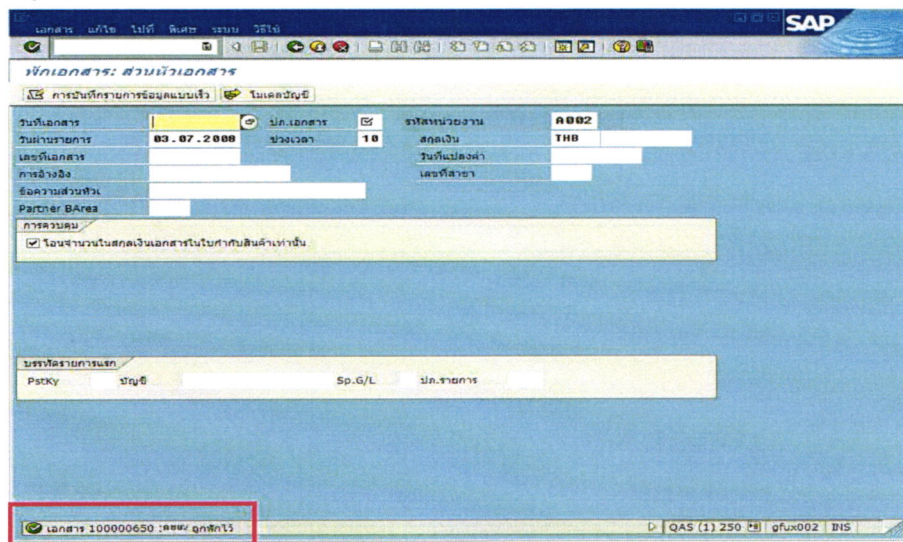 เอกสาร แก้ไข ไปที่ พิเศษ ระบบ วิธีใช้
SAP
พักเอกสาร: ส่วนหัวเอกสาร
การบันทึกรายการข้อมูลแบบเร็ว โมเดลบัญชี
วันที่เอกสาร ปภ.เอกสาร รหัสหน่วยงาน A002
วันผ่านรายการ 03.07.2008 ช่วงเวลา 10 สกุลเงิน THB
เลขที่เอกสาร วันที่แปลงค่า
การอ้างอิง เลขที่สาขา
ข้อความส่วนหัวเ
Partner BArea
การควบคุม
โอนจำนวนในสกุลเงินเอกสารในใบกำกับสินค้าเท่านั้น
บรรทัดรายการแรก
PstKy บัญชี Sp.G/L ปภ.รายการ
เอกสาร 100000650 ถูกพักไว้ QAS (1) 250 gfux002 INS